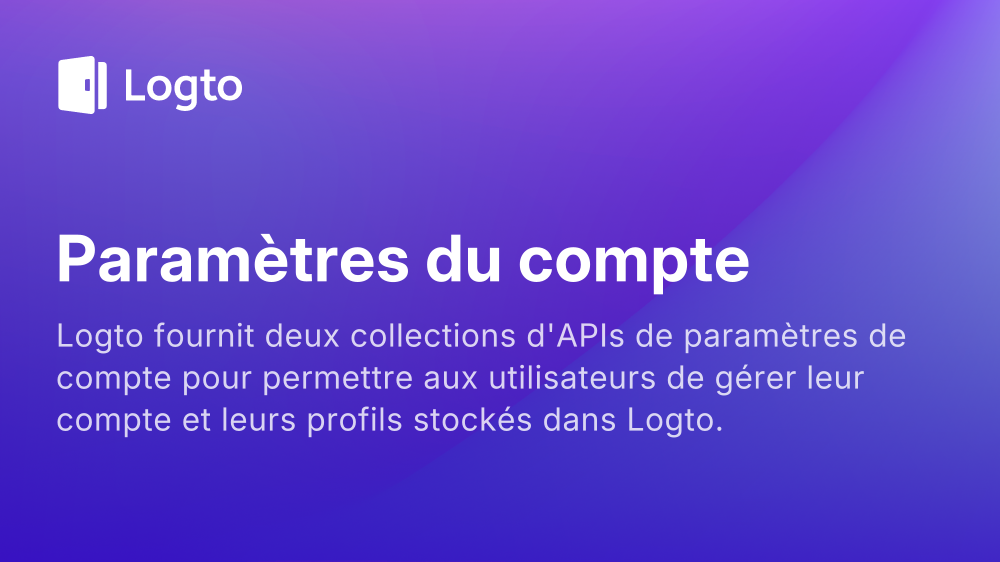 Logto
Paramètres du compte
Logto fournit deux collections d'APIs de paramètres de
compte pour permettre aux utilisateurs de gérer leur
compte et leurs profils stockés dans Logto.